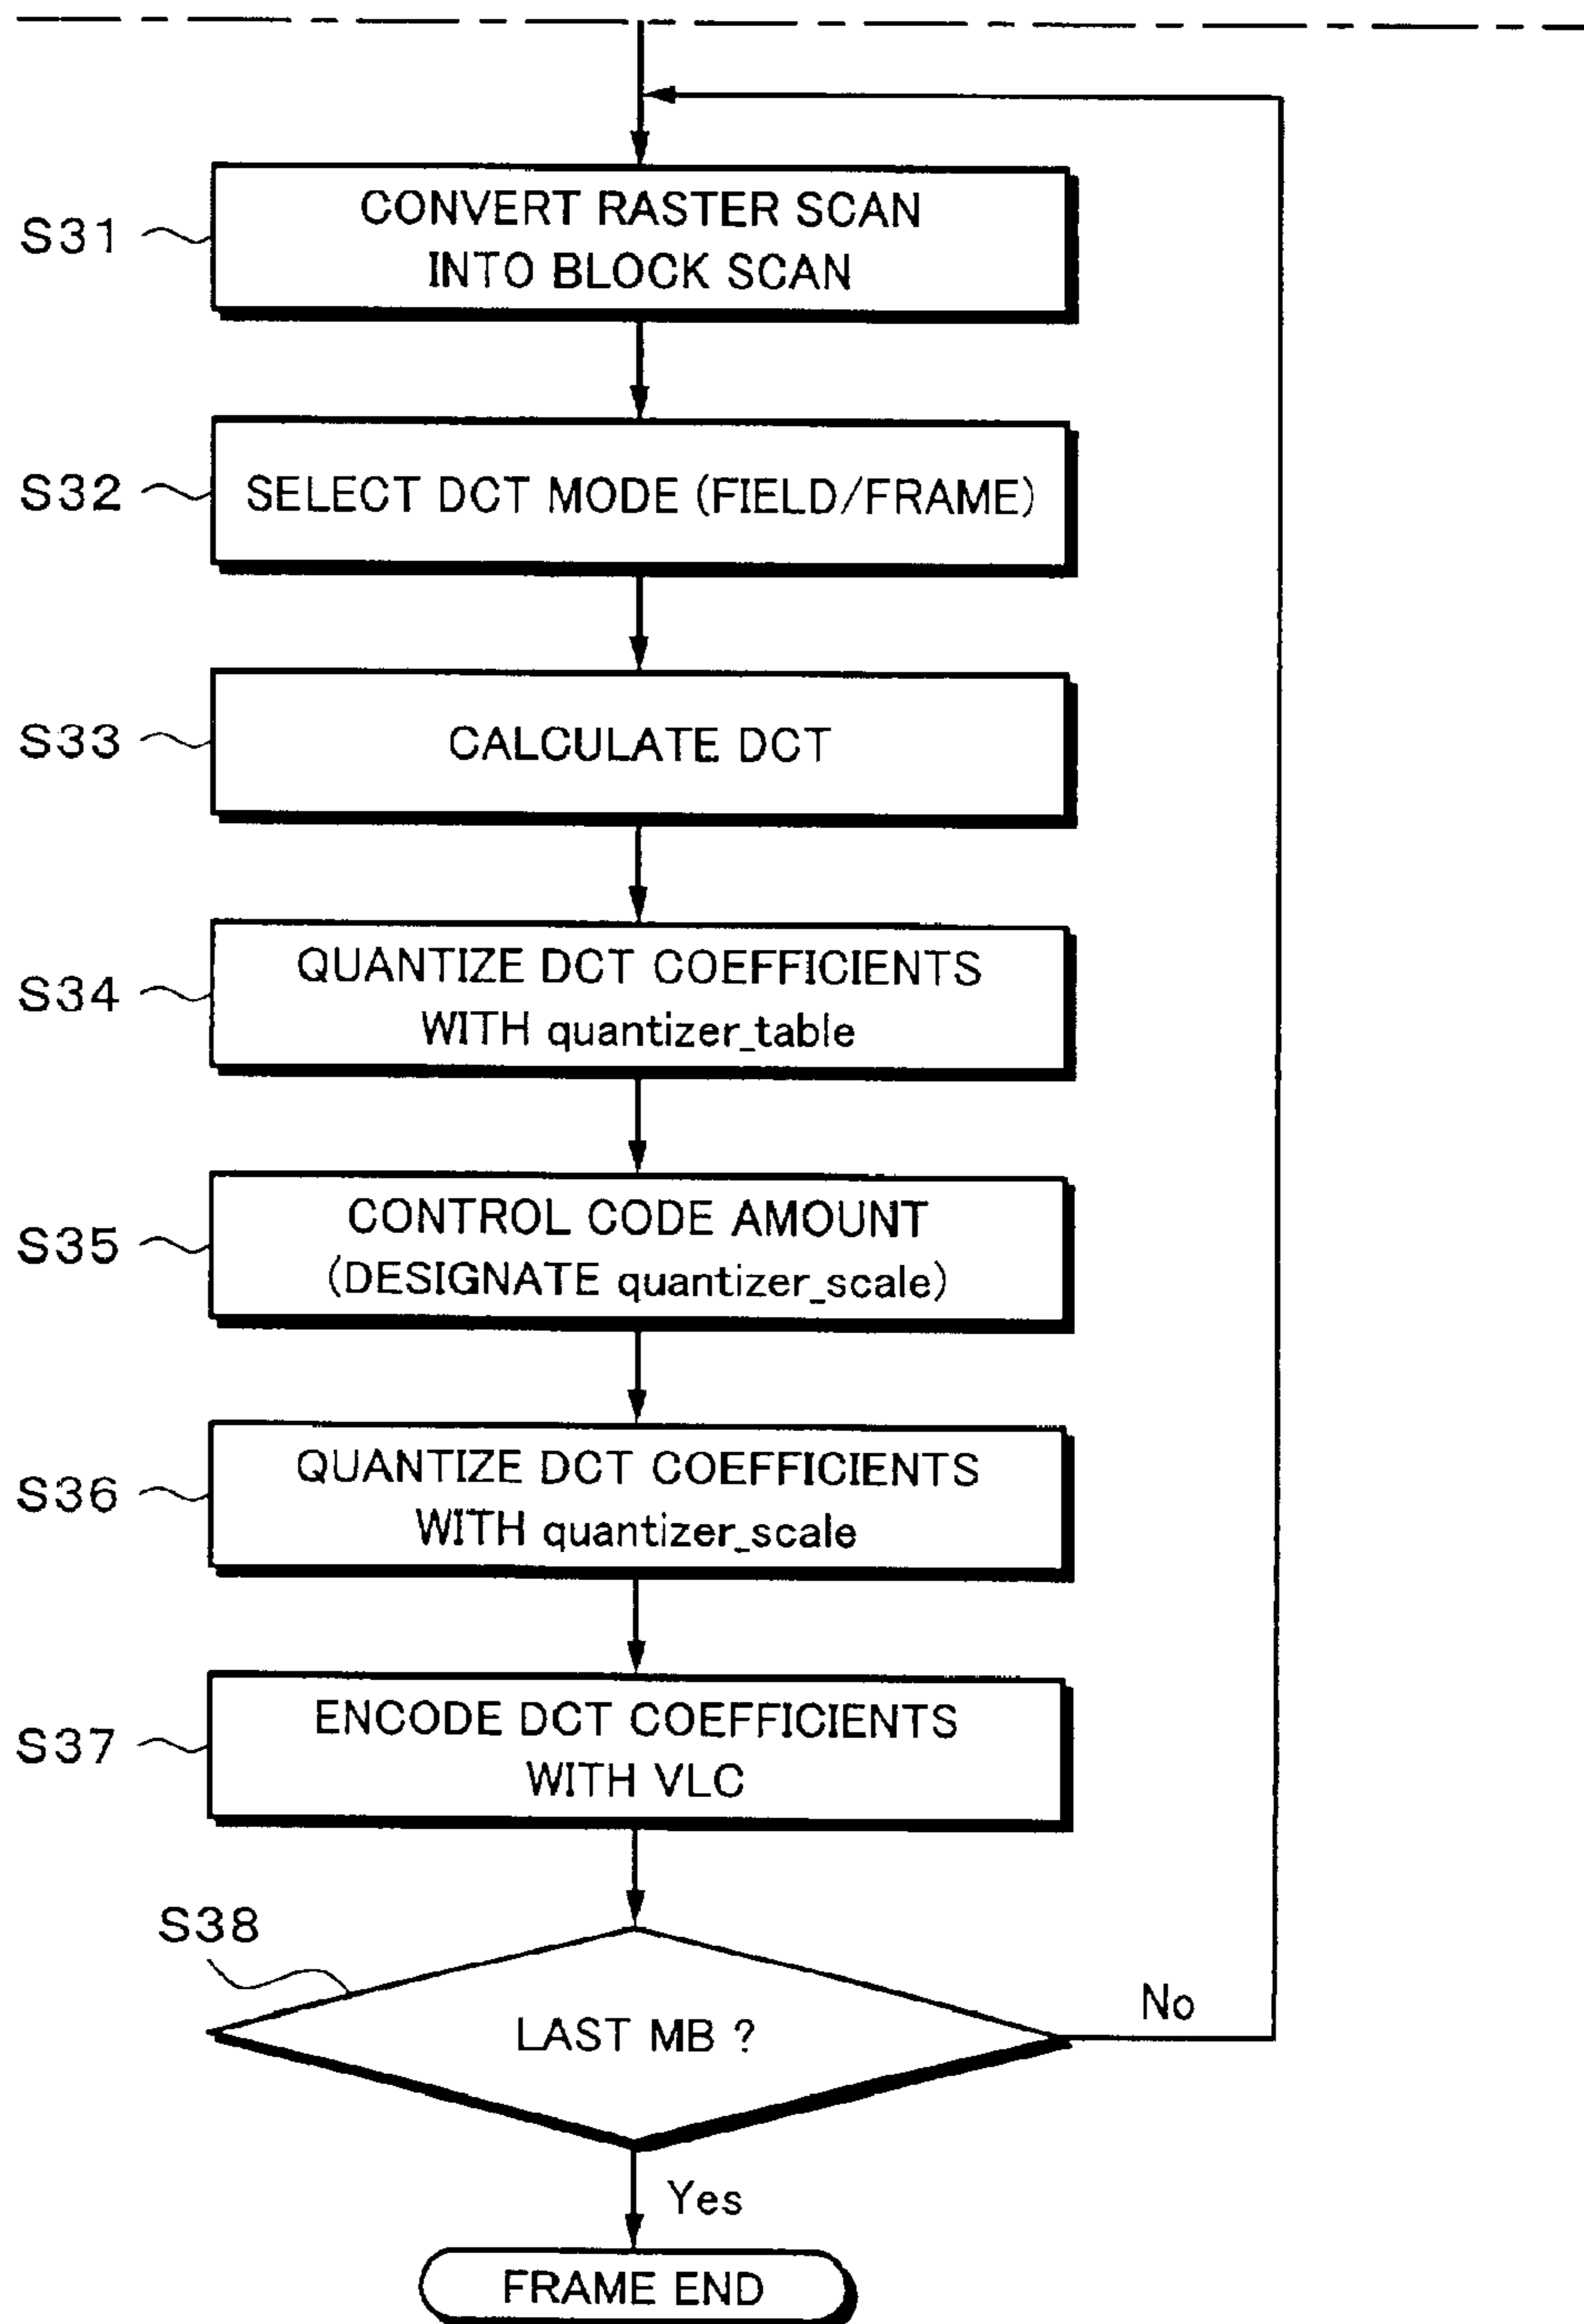 S31
CONVERT RASTER SCAN
INTO BLOCK SCAN
S32
SELECT DCT MODE (FIELD/FRAME)
S33
CALCULATE DCT
S34
QUANTIZE DCT COEFFICIENTS
WITH quantizer_table
S35
CONTROL CODE AMOUNT
(DESIGNATE quantizer_scale)
S36
QUANTIZE DCT COEFFICIENTS
WITH quantizer_scale
S37
ENCODE DCT COEFFICIENTS
WITH VLC
S38
LAST MB ?
No
Yes
FRAME END